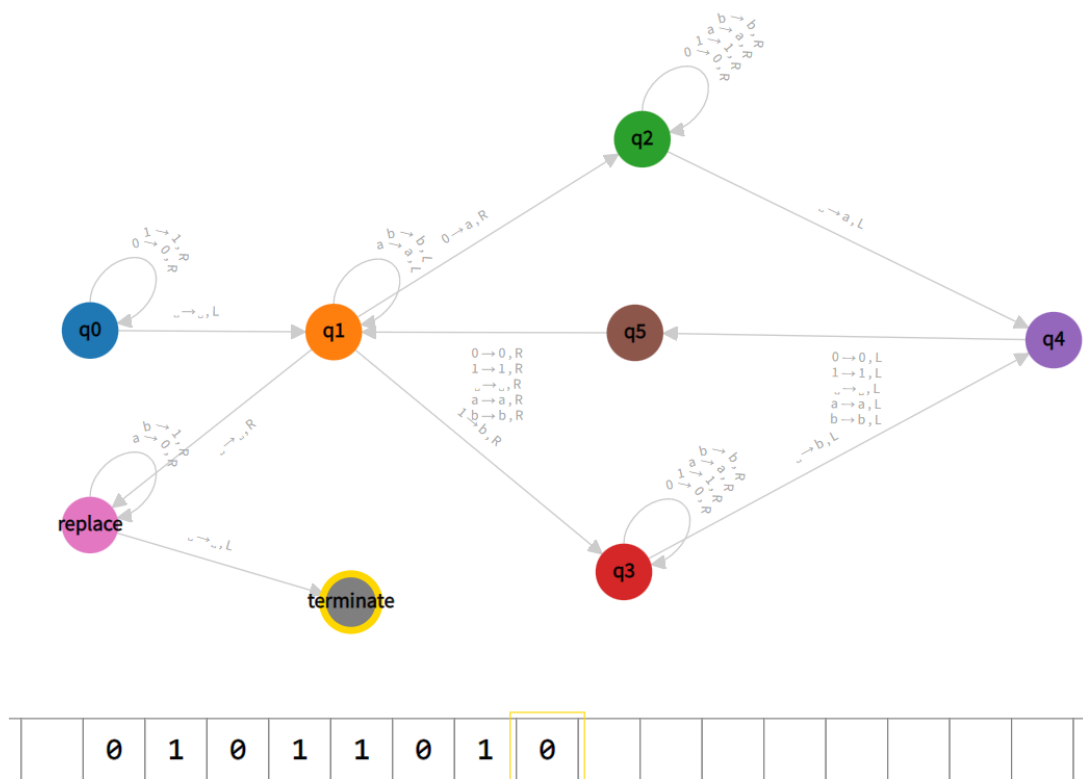 b→b,R
a→a,R
1→1,R
0→0,R
q2
␣→a,L
1→1,R
0→0,R
b→b,L
a→a,L
0→a,R
q0
␣→␣,L
q1
q5
q4
0→0,R
1→1,R
␣→␣,R
a→a,R
b→b,R
0→0,L
1→1,L
␣→␣,L
a→a,L
b→b,L
1→b,R
␣→␣,R
␣→b,L
b→1,R
a→0,R
b→b,R
a→a,R
1→1,R
0→0,R
replace
␣→␣,L
q3
terminate
0 1 0 1 1 0 1 0